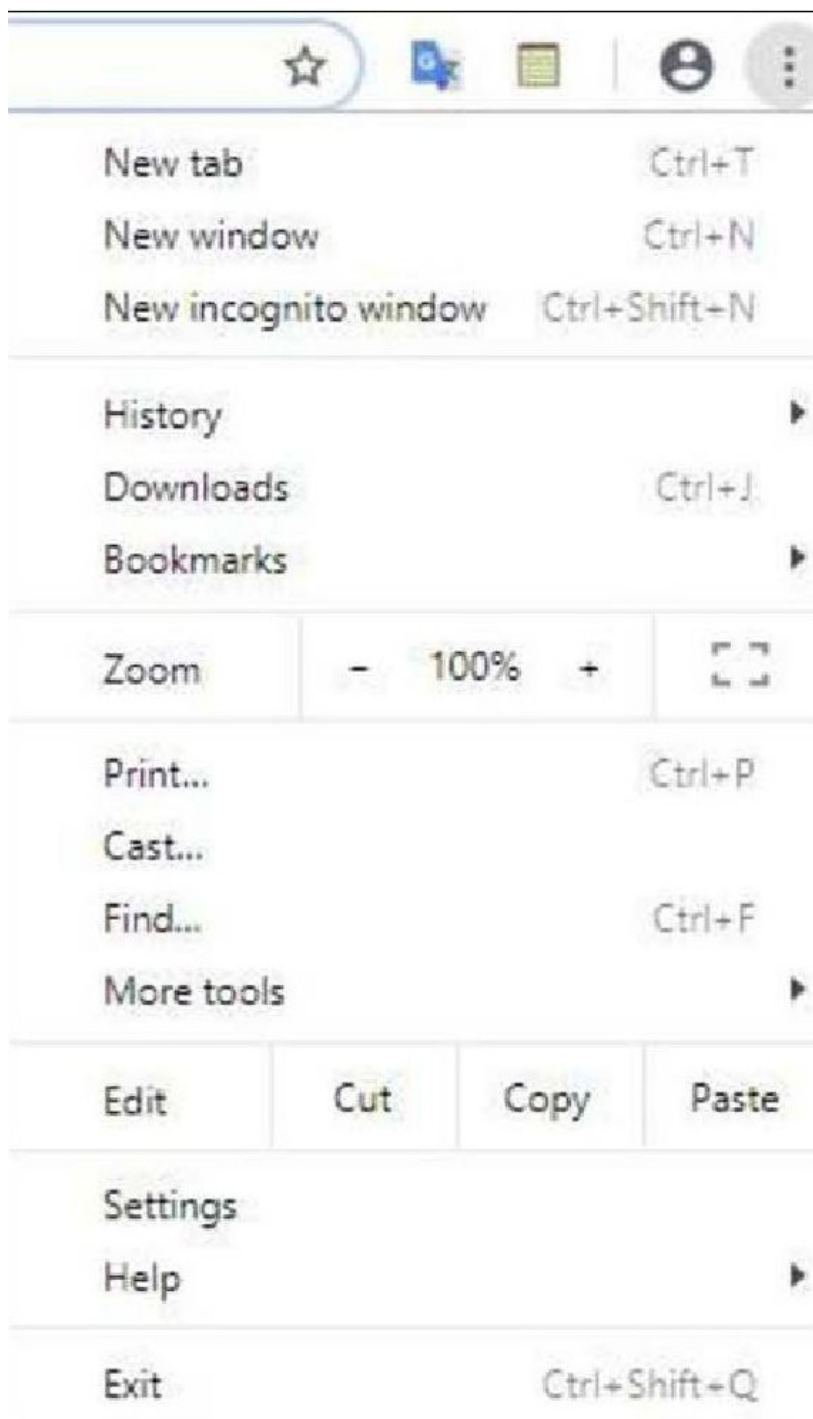 New tab Ctrl+T
New window Ctrl+N
New incognito window Ctrl+Shift+N
History
Downloads Ctrl+J
Bookmarks
Zoom - 100% +
Print... Ctrl+P
Cast...
Find... Ctrl+F
More tools
Edit Cut Copy Paste
Settings
Help
Exit Ctrl+Shift+Q